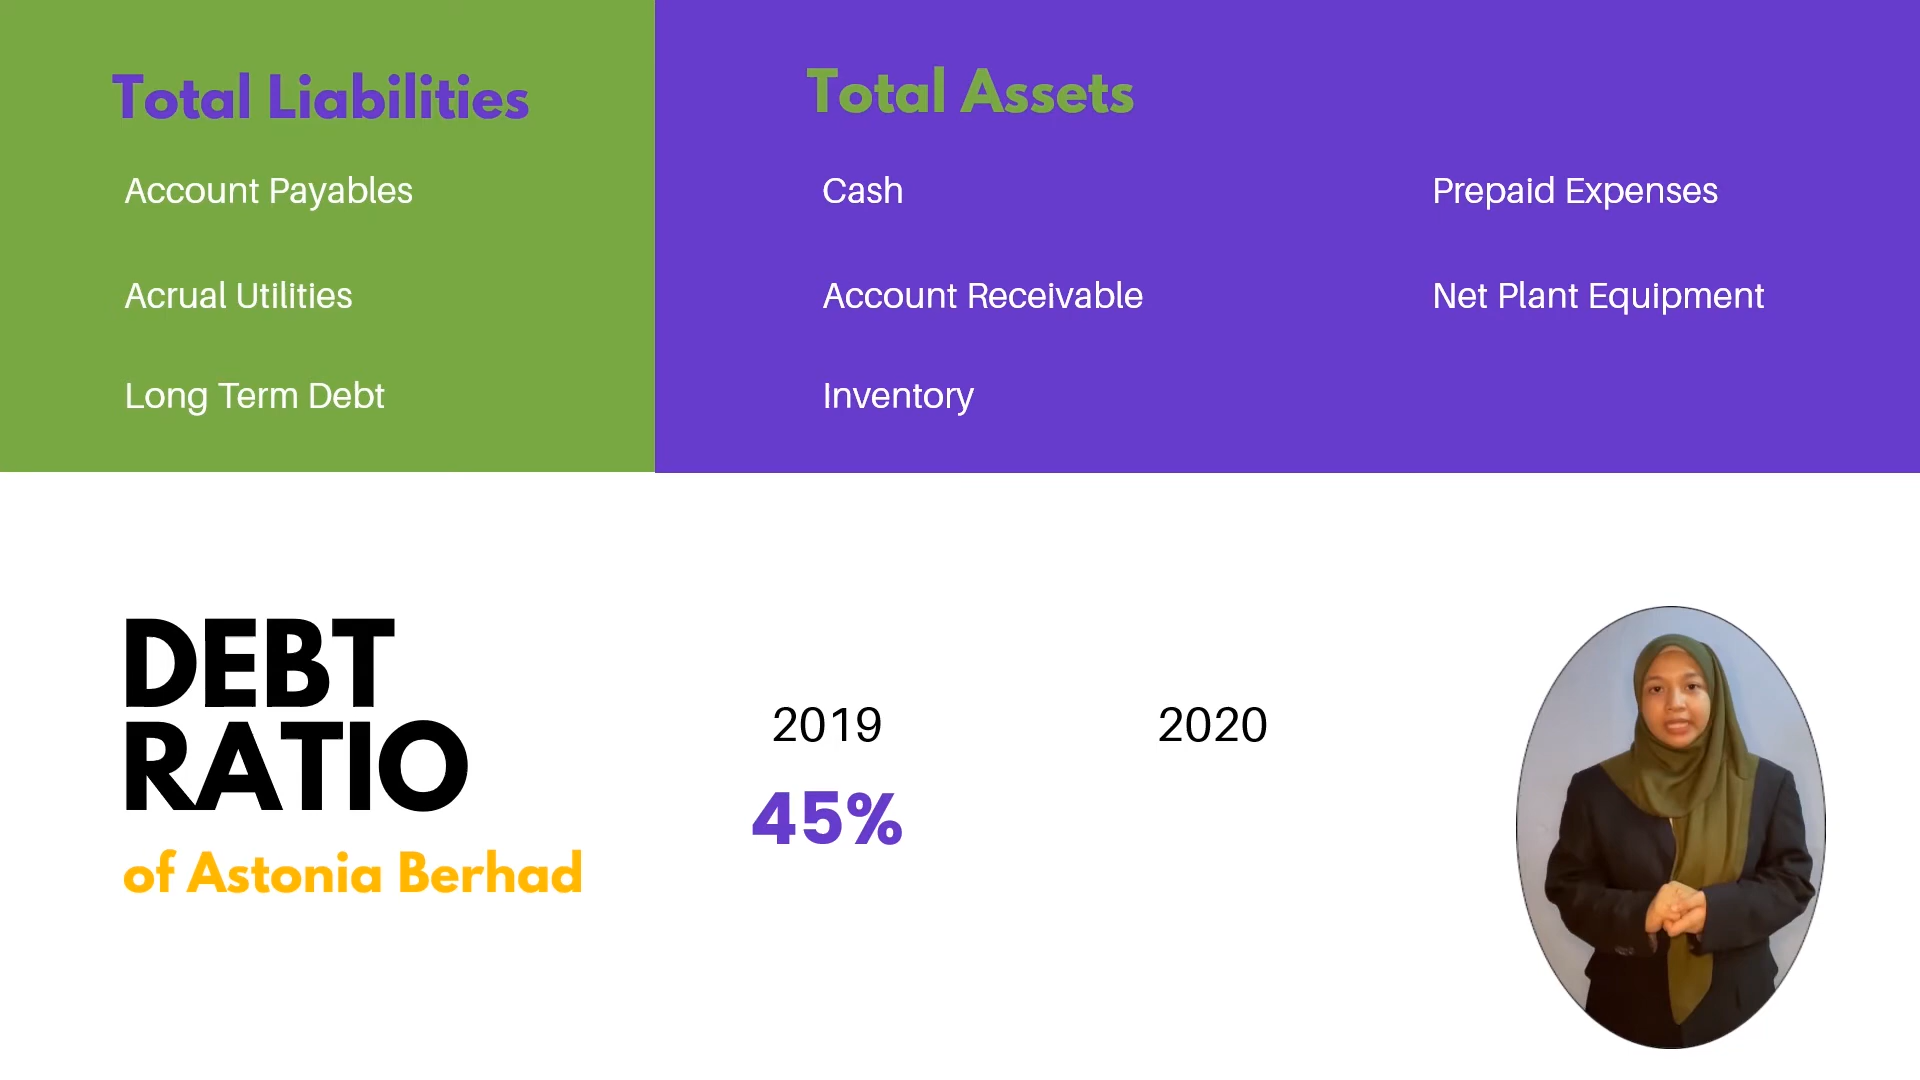 Total Liabilities
Account Payables
Acrual Utilities
Long Term Debt
Total Assets
Cash
Account Receivable
Inventory
Prepaid Expenses
Net Plant Equipment
DEBT
RATIO
of Astonia Berhad
2019
45%
2020